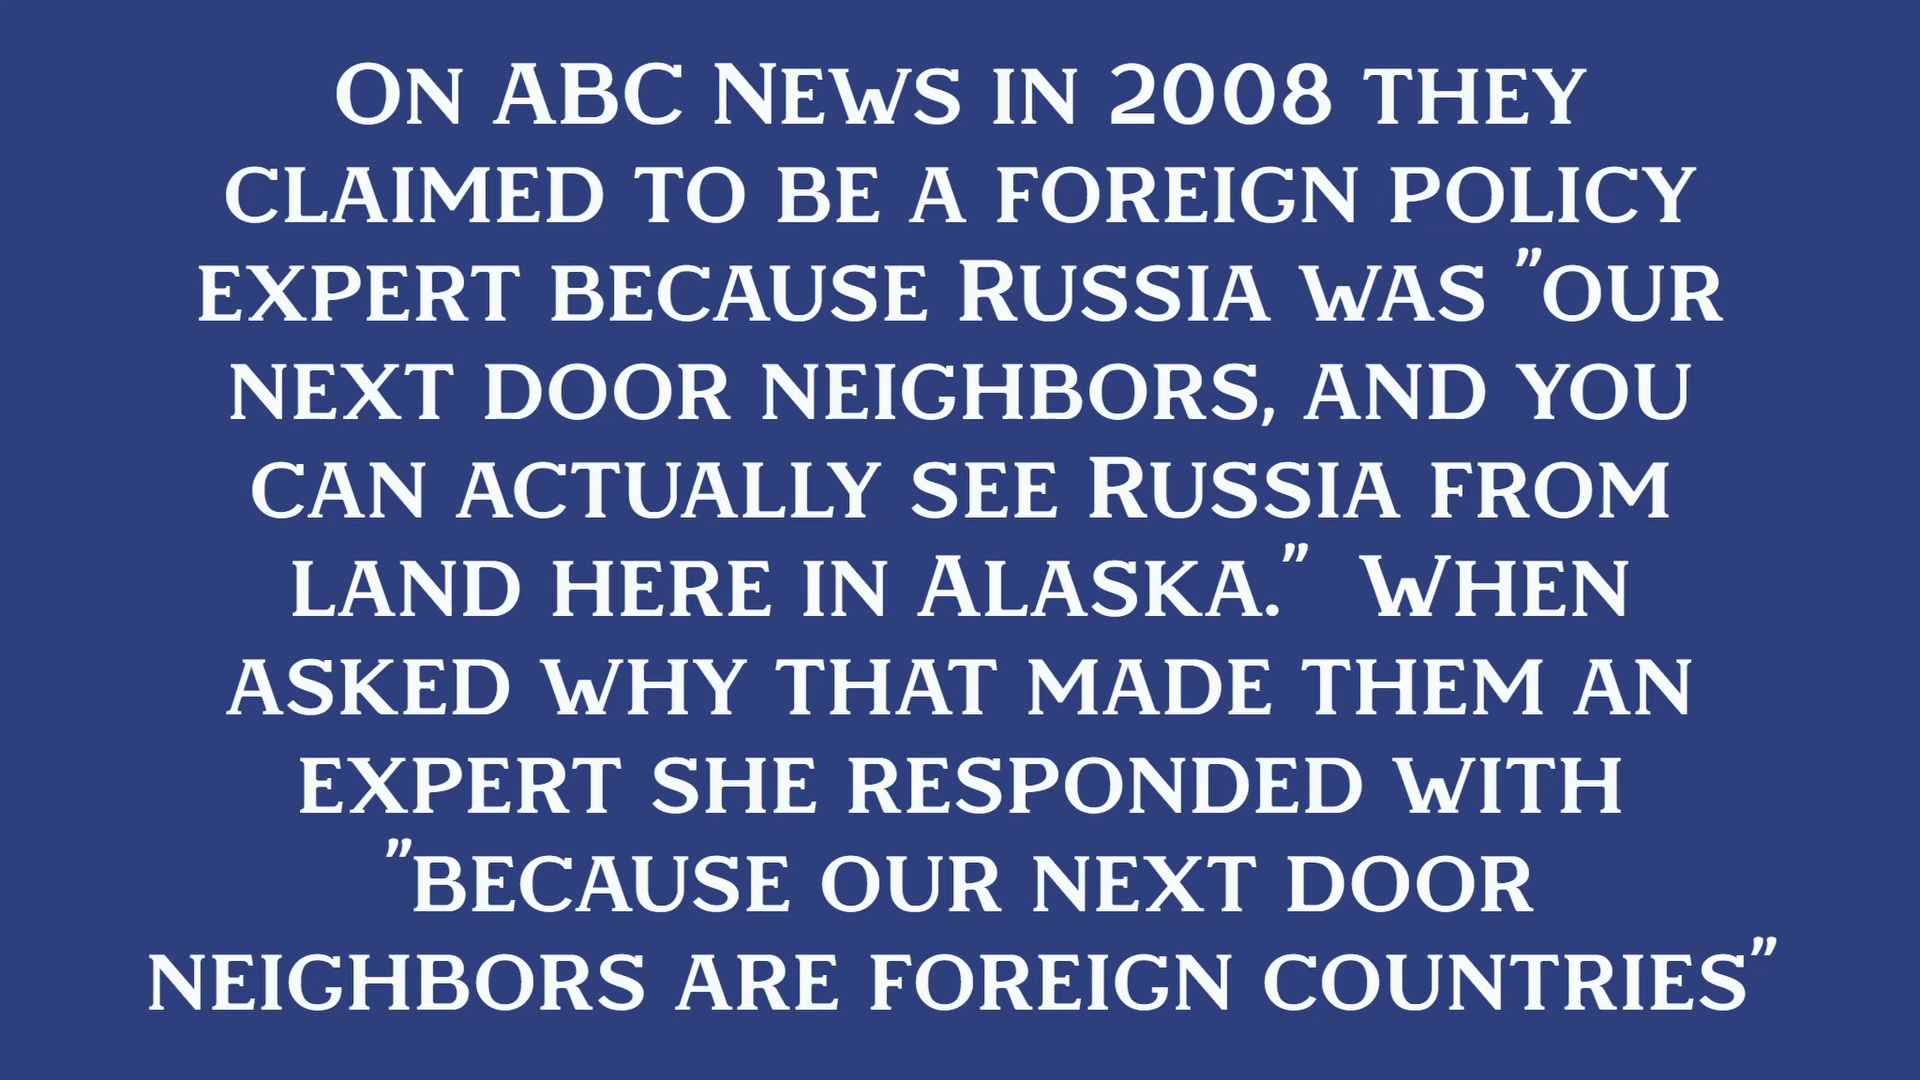 On ABC News in 2008 they
claimed to be a foreign policy
expert because Russia was "our
next door neighbors, and you
can actually see Russia from
land here in Alaska."  When
asked why that made them an
expert she responded with
"because our next door
neighbors are foreign countries"